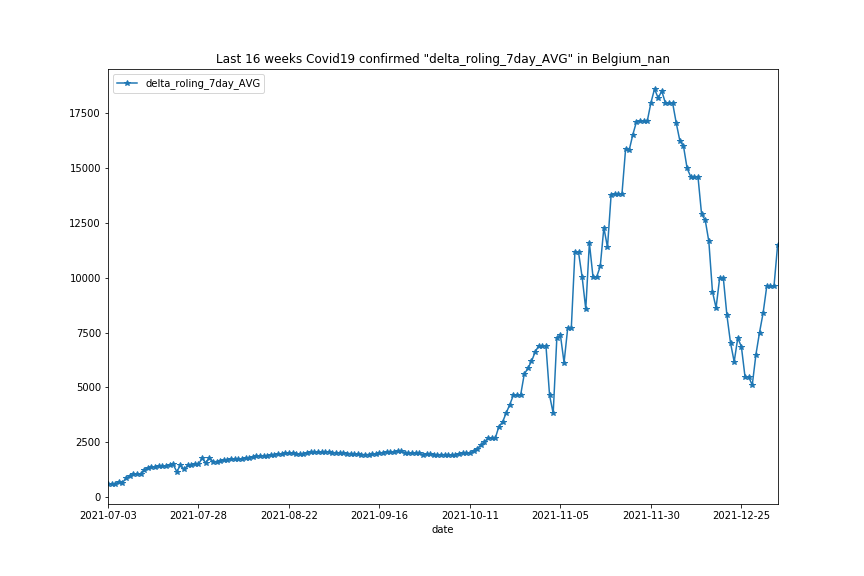 Last 16 weeks Covid19 confirmed "delta_roling_7day_AVG" in Belgium_nan
delta_roling_7day_AVG
17500
15000
12500
10000
7500
5000
2500
0
2021-07-03 2021-07-28 2021-08-22 2021-09-16 2021-10-11 2021-11-05 2021-11-30 2021-12-25
date